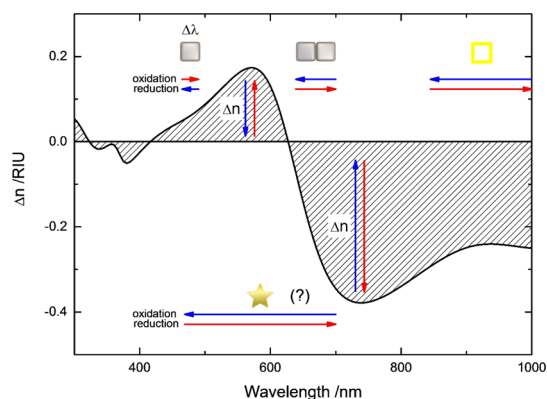 Δλ
oxidation
reduction
Δn
Δn
(?)
oxidation
reduction
0.2
0.0
-0.2
-0.4
Δn /RIU
400
600
800
1000
Wavelength /nm